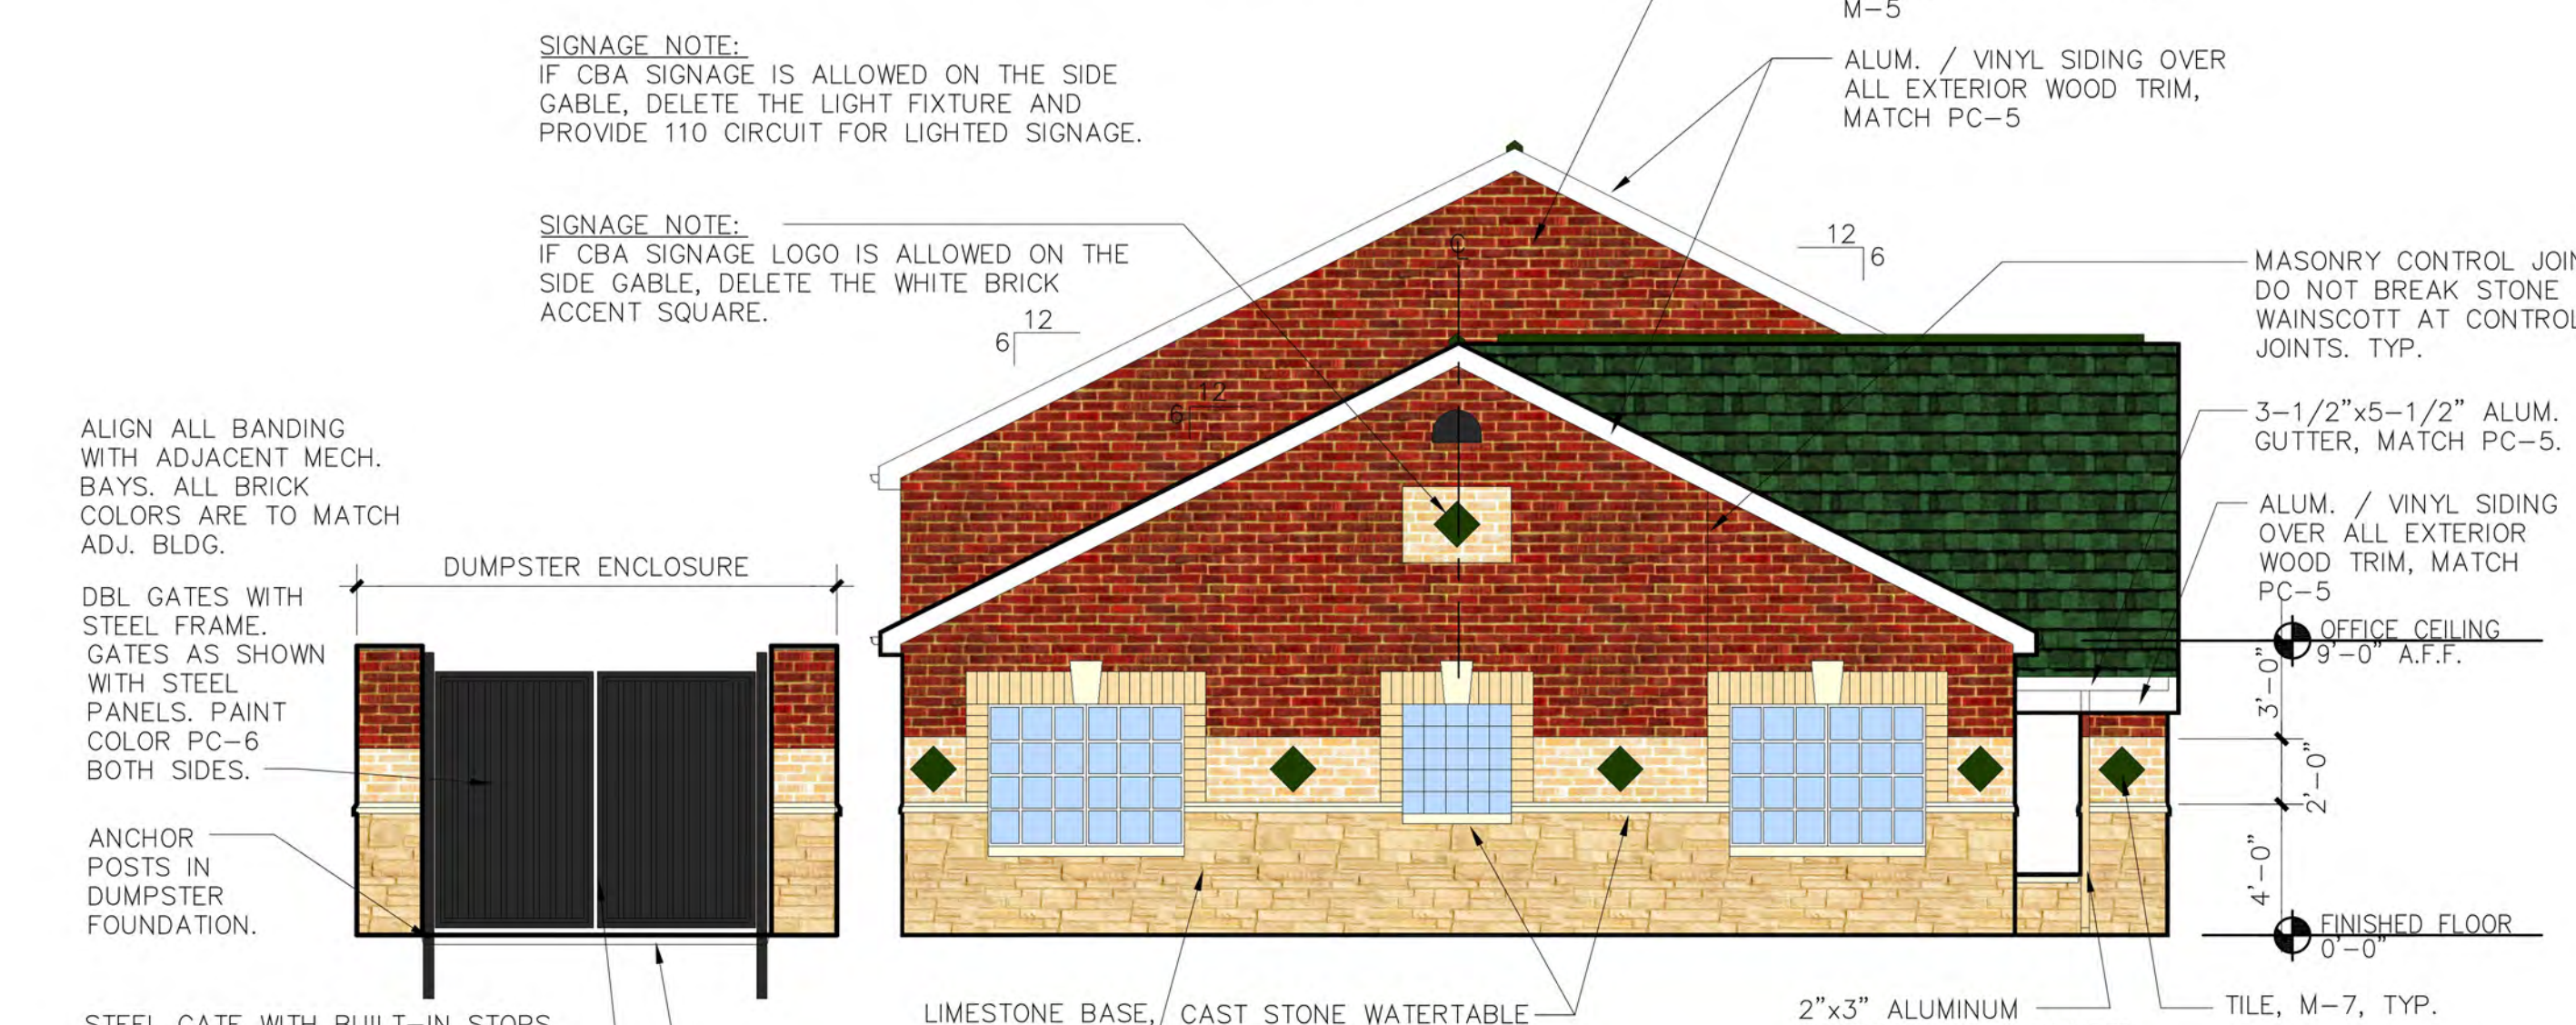 M-5
SIGNAGE NOTE:
IF CBA SIGNAGE IS ALLOWED ON THE SIDE
GABLE, DELETE THE LIGHT FIXTURE AND
PROVIDE 110 CIRCUIT FOR LIGHTED SIGNAGE.
ALUM. / VINYL SIDING OVER
ALL EXTERIOR WOOD TRIM,
MATCH PC-5
SIGNAGE NOTE:
IF CBA SIGNAGE LOGO IS ALLOWED ON THE
SIDE GABLE, DELETE THE WHITE BRICK
ACCENT SQUARE.
12
6
12
6
12
6
MASONRY CONTROL JOIN
DO NOT BREAK STONE
WAINSCOTT AT CONTROL
JOINTS. TYP.
3-1/2"x5-1/2" ALUM.
GUTTER, MATCH PC-5.
ALUM. / VINYL SIDING
OVER ALL EXTERIOR
WOOD TRIM, MATCH
PC-5
ALIGN ALL BANDING
WITH ADJACENT MECH.
BAYS. ALL BRICK
COLORS ARE TO MATCH
ADJ. BLDG.
DUMPSTER ENCLOSURE
DBL GATES WITH
STEEL FRAME.
GATES AS SHOWN
WITH STEEL
PANELS. PAINT
COLOR PC-6
BOTH SIDES.
ANCHOR
POSTS IN
DUMPSTER
FOUNDATION.
OFFICE CEILING
9'-0" A.F.F.
3'-0"
2'-0"
4'-0"
FINISHED FLOOR
0'-0"
STEEL GATE WITH BUILT-IN STOPS
LIMESTONE BASE,
CAST STONE WATERTABLE
2"x3" ALUMINUM
TILE, M-7, TYP.